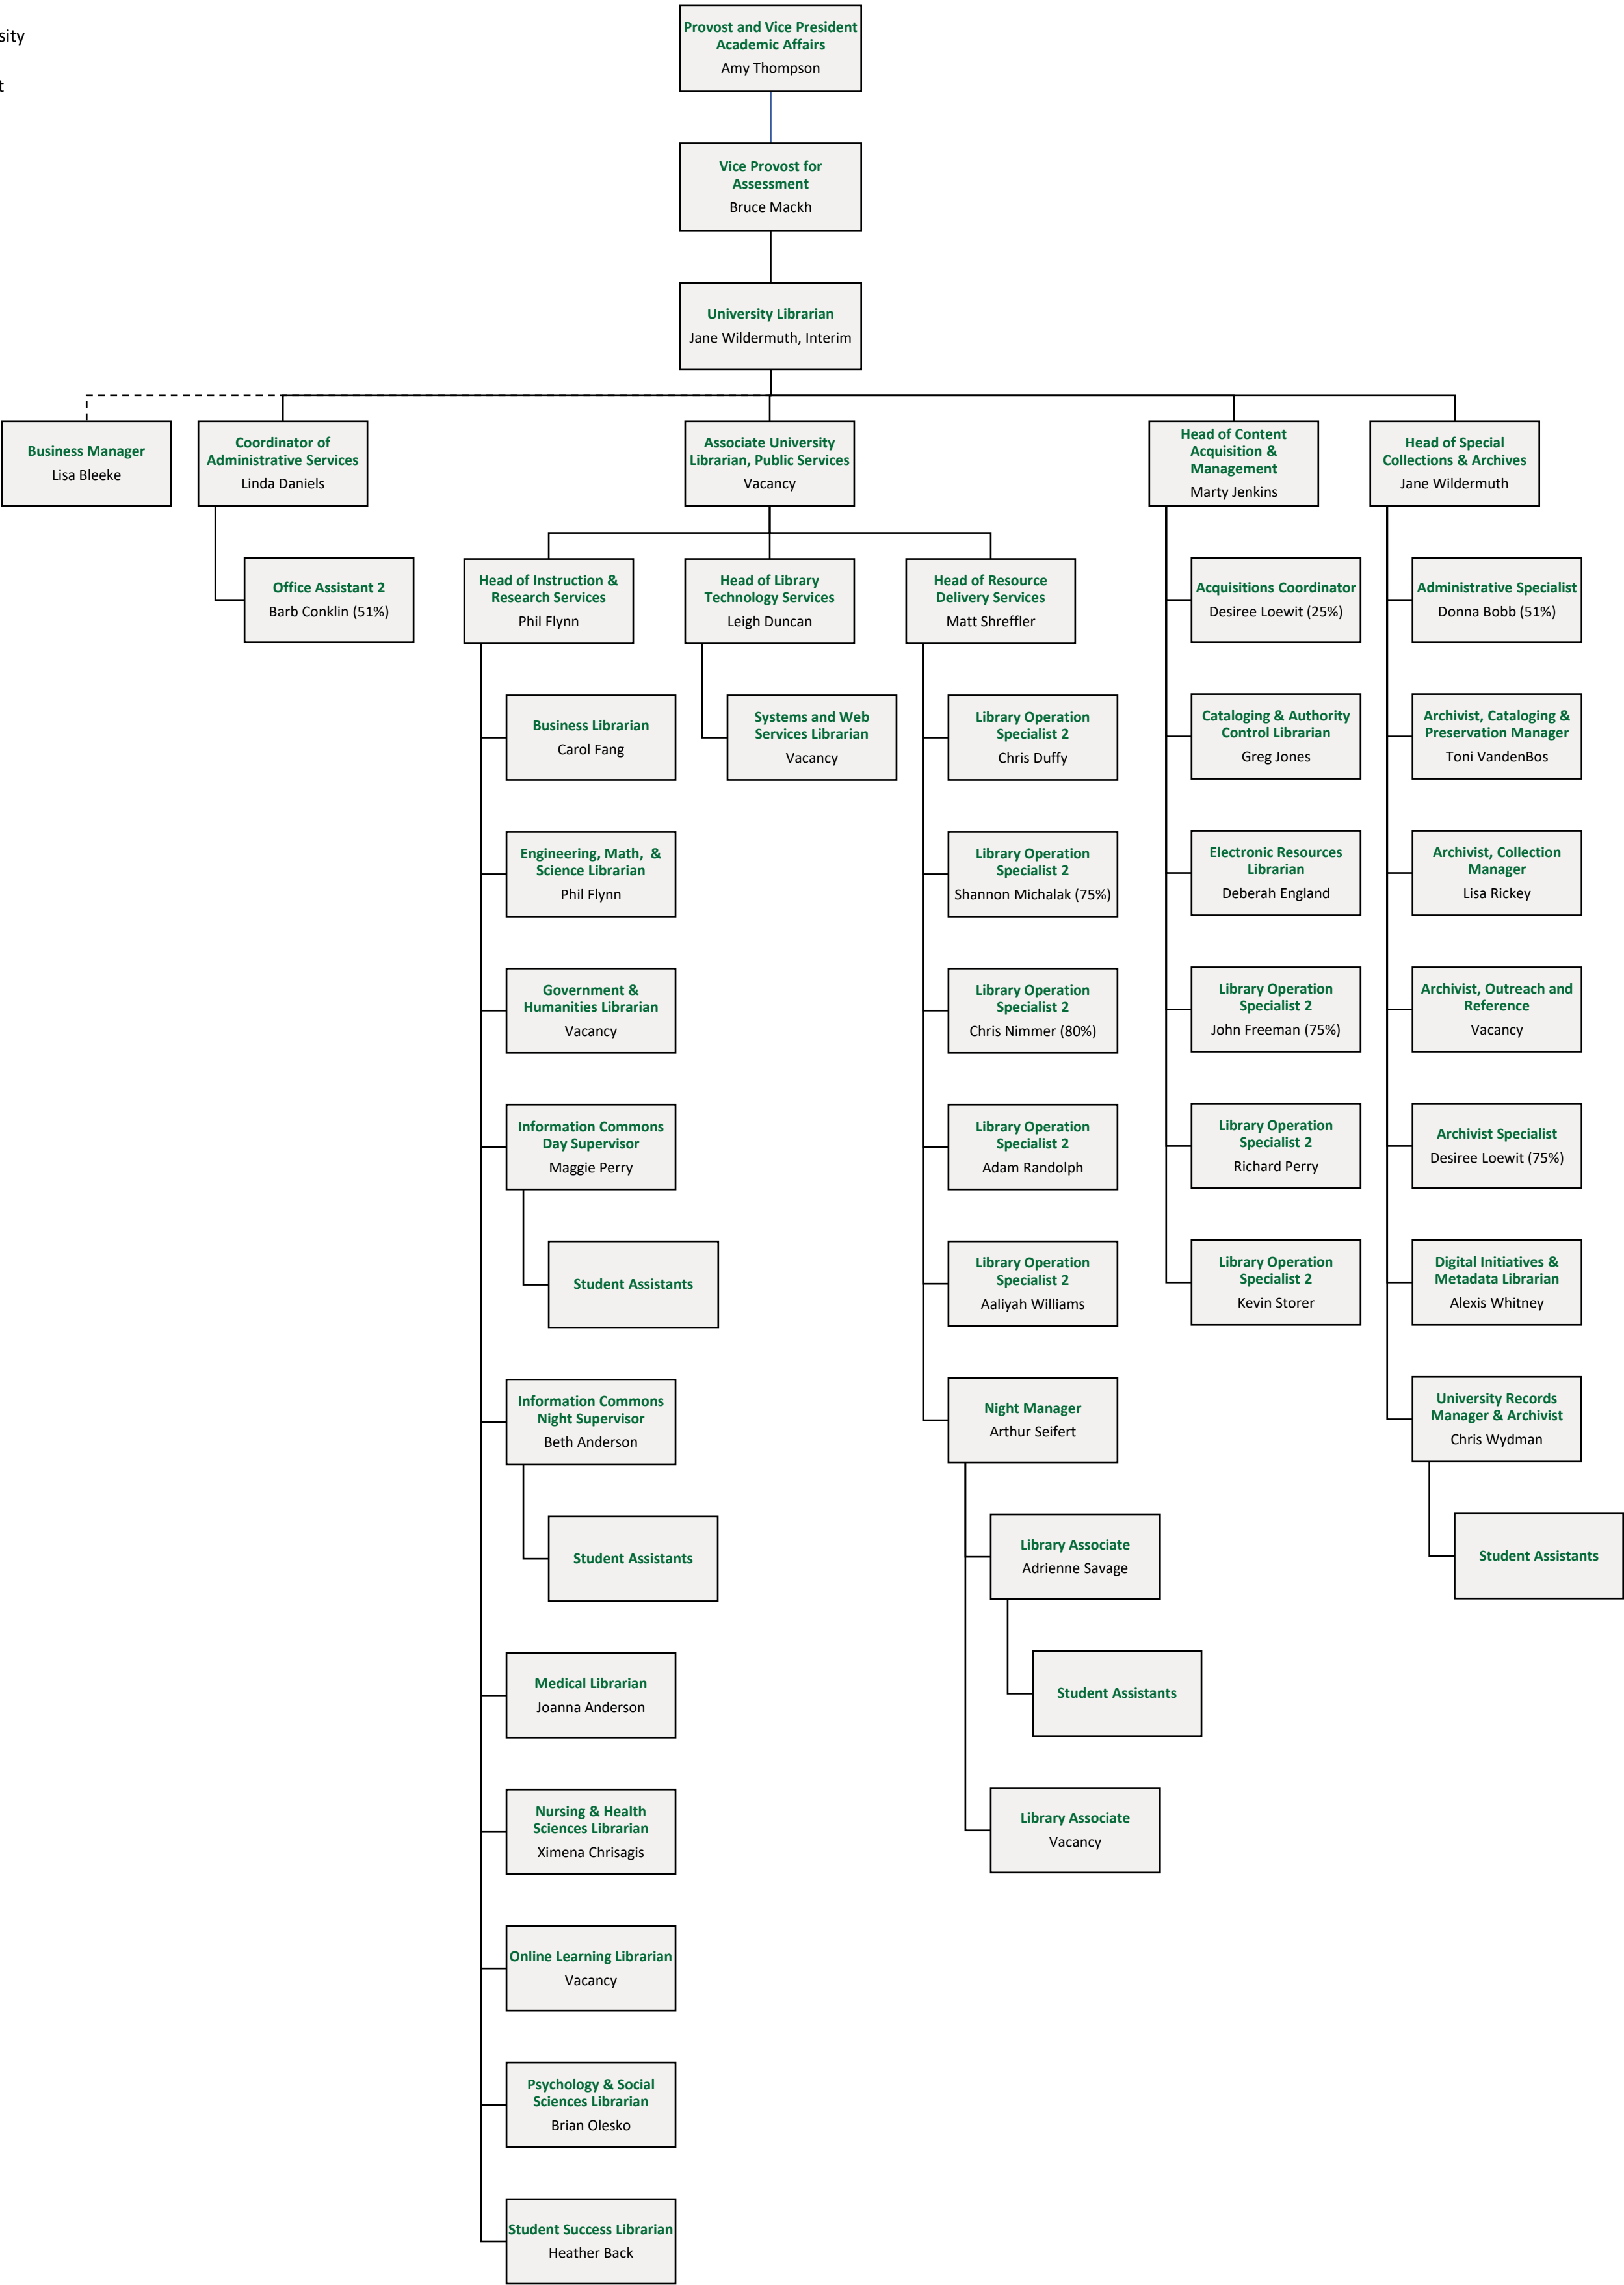 Provost and Vice President
Academic Affairs
Amy Thompson
Vice Provost for
Assessment
Bruce Mackh
University Librarian
Jane Wildermuth, Interim
Business Manager
Lisa Bleeke
Coordinator of
Administrative Services
Linda Daniels
Office Assistant 2
Barb Conklin (51%)
Associate University
Librarian, Public Services
Vacancy
Head of Instruction &
Research Services
Phil Flynn
Business Librarian
Carol Fang
Engineering, Math,  &
Science Librarian
Phil Flynn
Government &
Humanities Librarian
Vacancy
Information Commons
Day Supervisor
Maggie Perry
Student Assistants
Information Commons
Night Supervisor
Beth Anderson
Student Assistants
Medical Librarian
Joanna Anderson
Nursing & Health
Sciences Librarian
Ximena Chrisagis
Online Learning Librarian
Vacancy
Psychology & Social
Sciences Librarian
Brian Olesko
Student Success Librarian
Heather Back
Head of Library
Technology Services
Leigh Duncan
Systems and Web
Services Librarian
Vacancy
Head of Resource
Delivery Services
Matt Shreffler
Library Operation
Specialist 2
Chris Duffy
Library Operation
Specialist 2
Shannon Michalak (75%)
Library Operation
Specialist 2
Chris Nimmer (80%)
Library Operation
Specialist 2
Adam Randolph
Library Operation
Specialist 2
Aaliyah Williams
Night Manager
Arthur Seifert
Library Associate
Adrienne Savage
Student Assistants
Library Associate
Vacancy
Head of Content
Acquisition &
Management
Marty Jenkins
Acquisitions Coordinator
Desiree Loewit (25%)
Cataloging & Authority
Control Librarian
Greg Jones
Electronic Resources
Librarian
Deberah England
Library Operation
Specialist 2
John Freeman (75%)
Library Operation
Specialist 2
Richard Perry
Library Operation
Specialist 2
Kevin Storer
Head of Special
Collections & Archives
Jane Wildermuth
Administrative Specialist
Donna Bobb (51%)
Archivist, Cataloging &
Preservation Manager
Toni VandenBos
Archivist, Collection
Manager
Lisa Rickey
Archivist, Outreach and
Reference
Vacancy
Archivist Specialist
Desiree Loewit (75%)
Digital Initiatives &
Metadata Librarian
Alexis Whitney
University Records
Manager & Archivist
Chris Wydman
Student Assistants